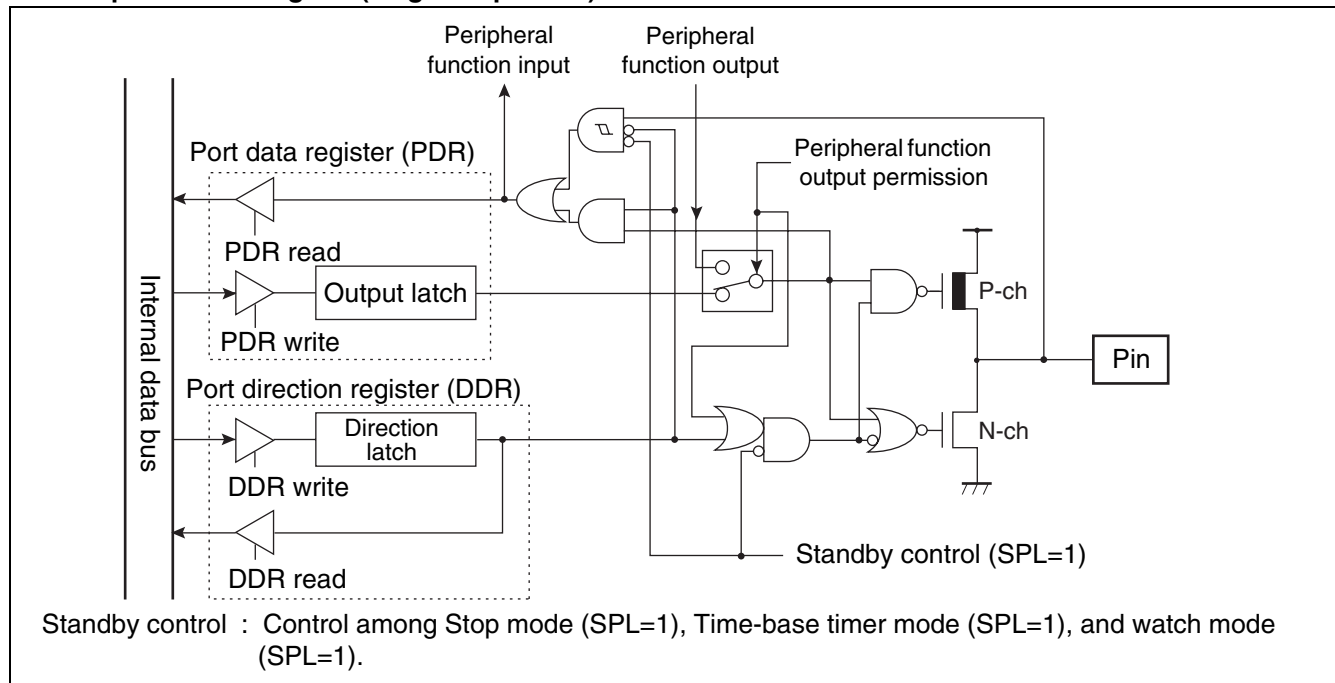 Peripheral
function input
Peripheral
function output
Port data register (PDR)
Peripheral function
output permission
PDR read
Output latch
PDR write
P-ch
Pin
Internal data bus
Port direction register (DDR)
Direction
latch
N-ch
DDR write
DDR read
Standby control (SPL=1)
Standby control : Control among Stop mode (SPL=1), Time-base timer mode (SPL=1), and watch mode
(SPL=1).